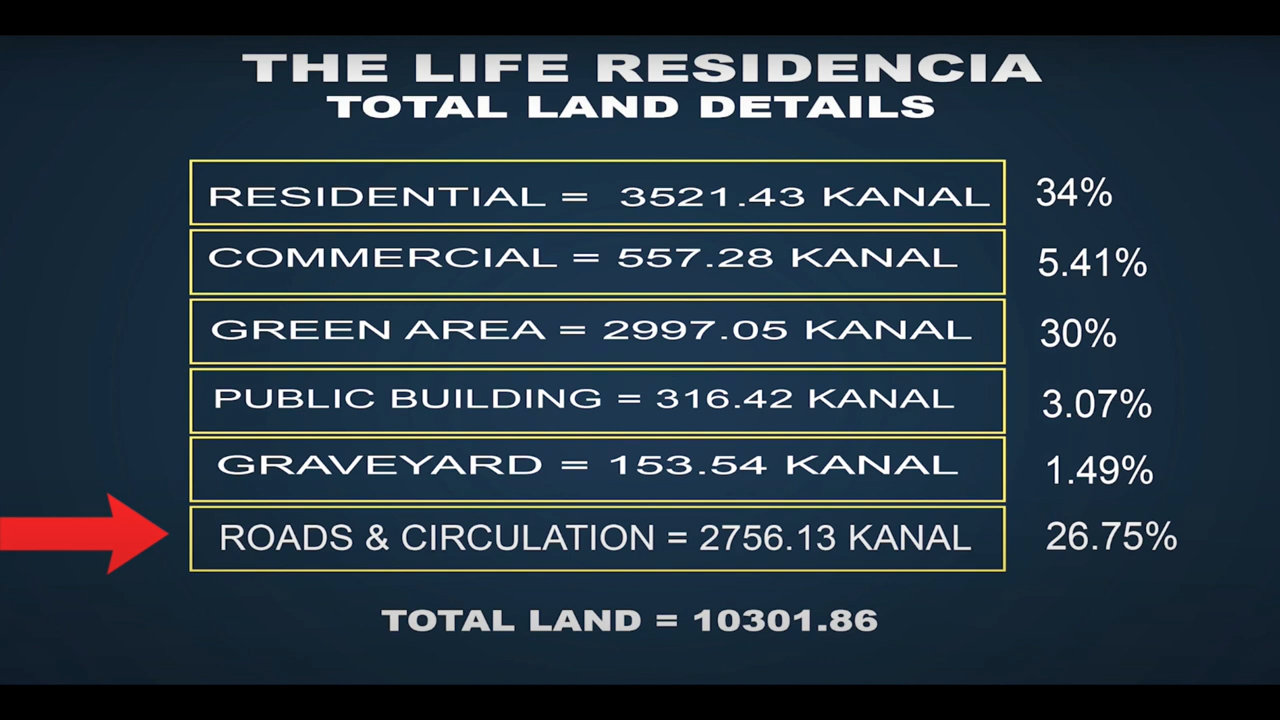 THE LIFE RESIDENCIA
TOTAL LAND DETAILS
RESIDENTIAL = 3521.43 KANAL 34%
COMMERCIAL = 557.28 KANAL 5.41%
GREEN AREA = 2997.05 KANAL 30%
PUBLIC BUILDING = 316.42 KANAL 3.07%
GRAVEYARD = 153.54 KANAL 1.49%
ROADS & CIRCULATION = 2756.13 KANAL 26.75%
TOTAL LAND = 10301.86